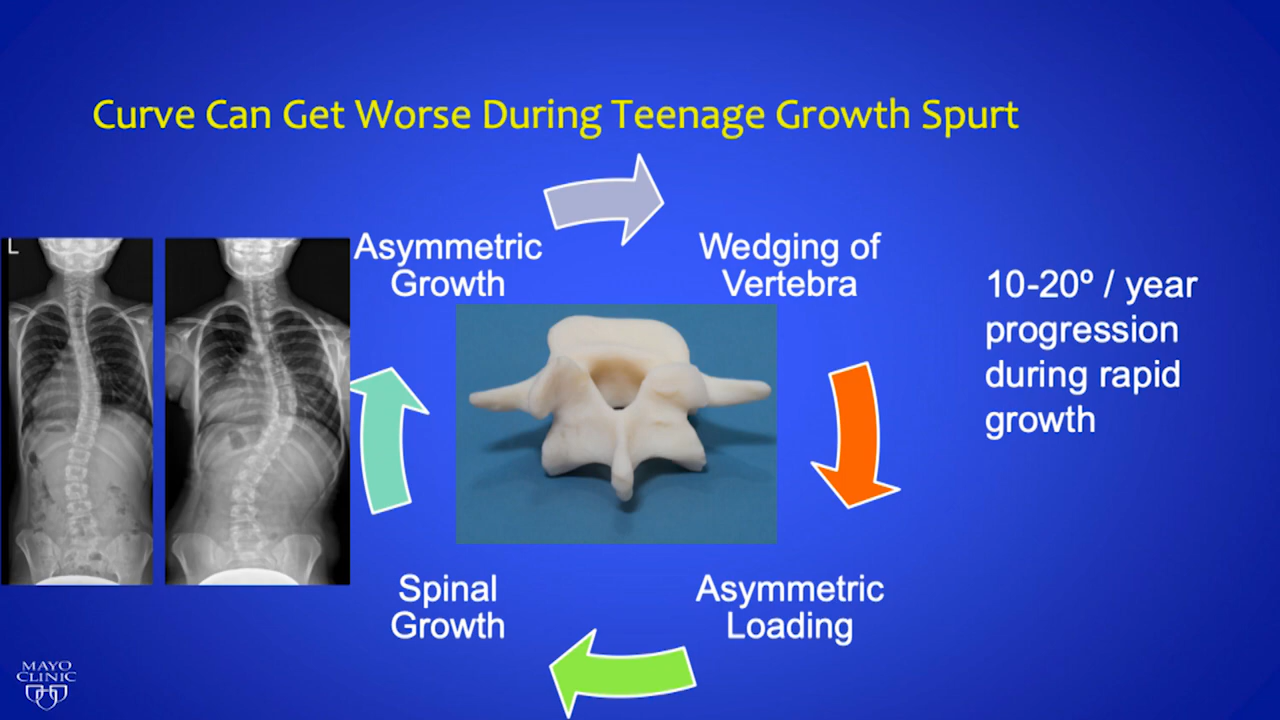 Curve Can Get Worse During Teenage Growth Spurt
L
Asymmetric
Growth
Wedging of
Vertebra
10-20º / year
progression
during rapid
growth
Spinal
Growth
Asymmetric
Loading
MAYO
CLINIC